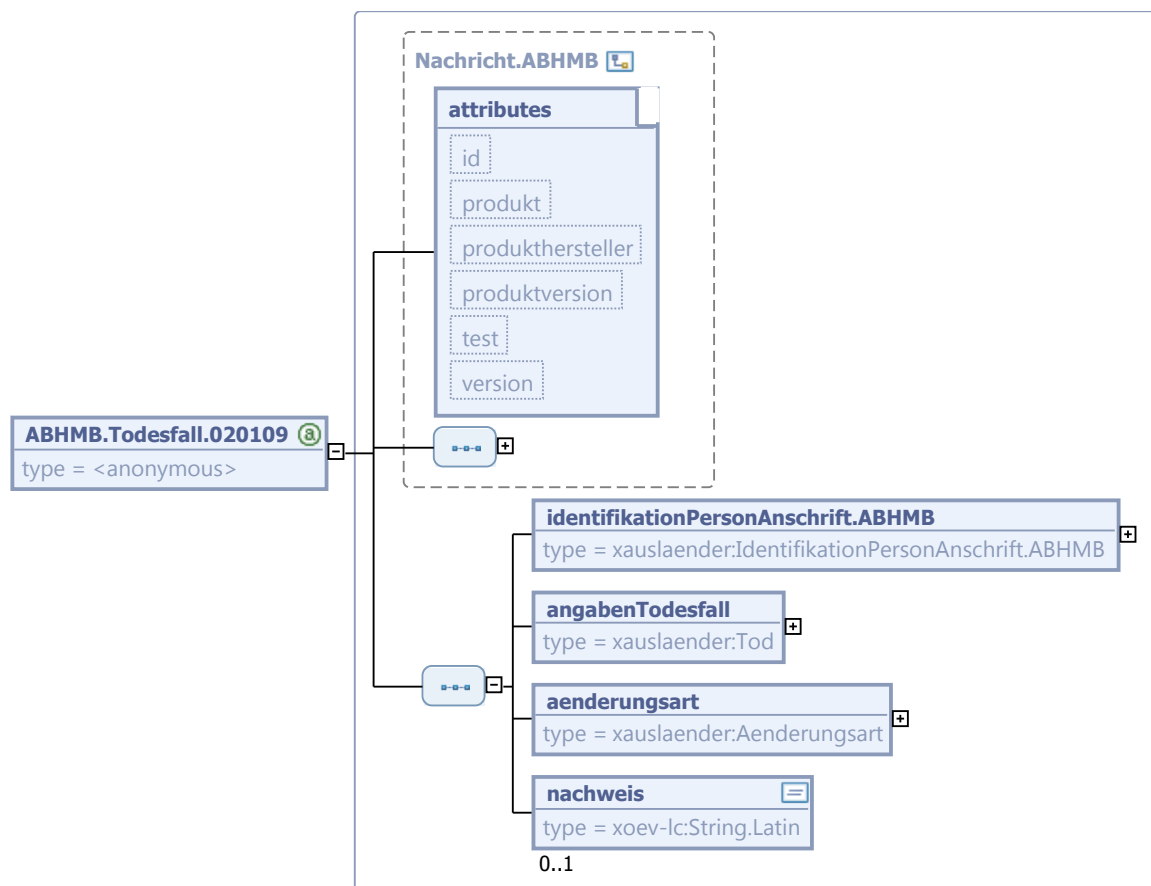 Nachricht.ABHMB
attributes
id
produkt
produkthersteller
produktversion
test
version
ABHMB.Todesfall.020109 a
type = <anonymous>
identifikationPersonAnschrift.ABHMB
type = xauslaender:IdentifikationPersonAnschrift.ABHMB
angabenTodesfall
type = xauslaender:Tod
aenderungsart
type = xauslaender:Aenderungsart
nachweis
type = xoev-lc:String.Latin
0..1